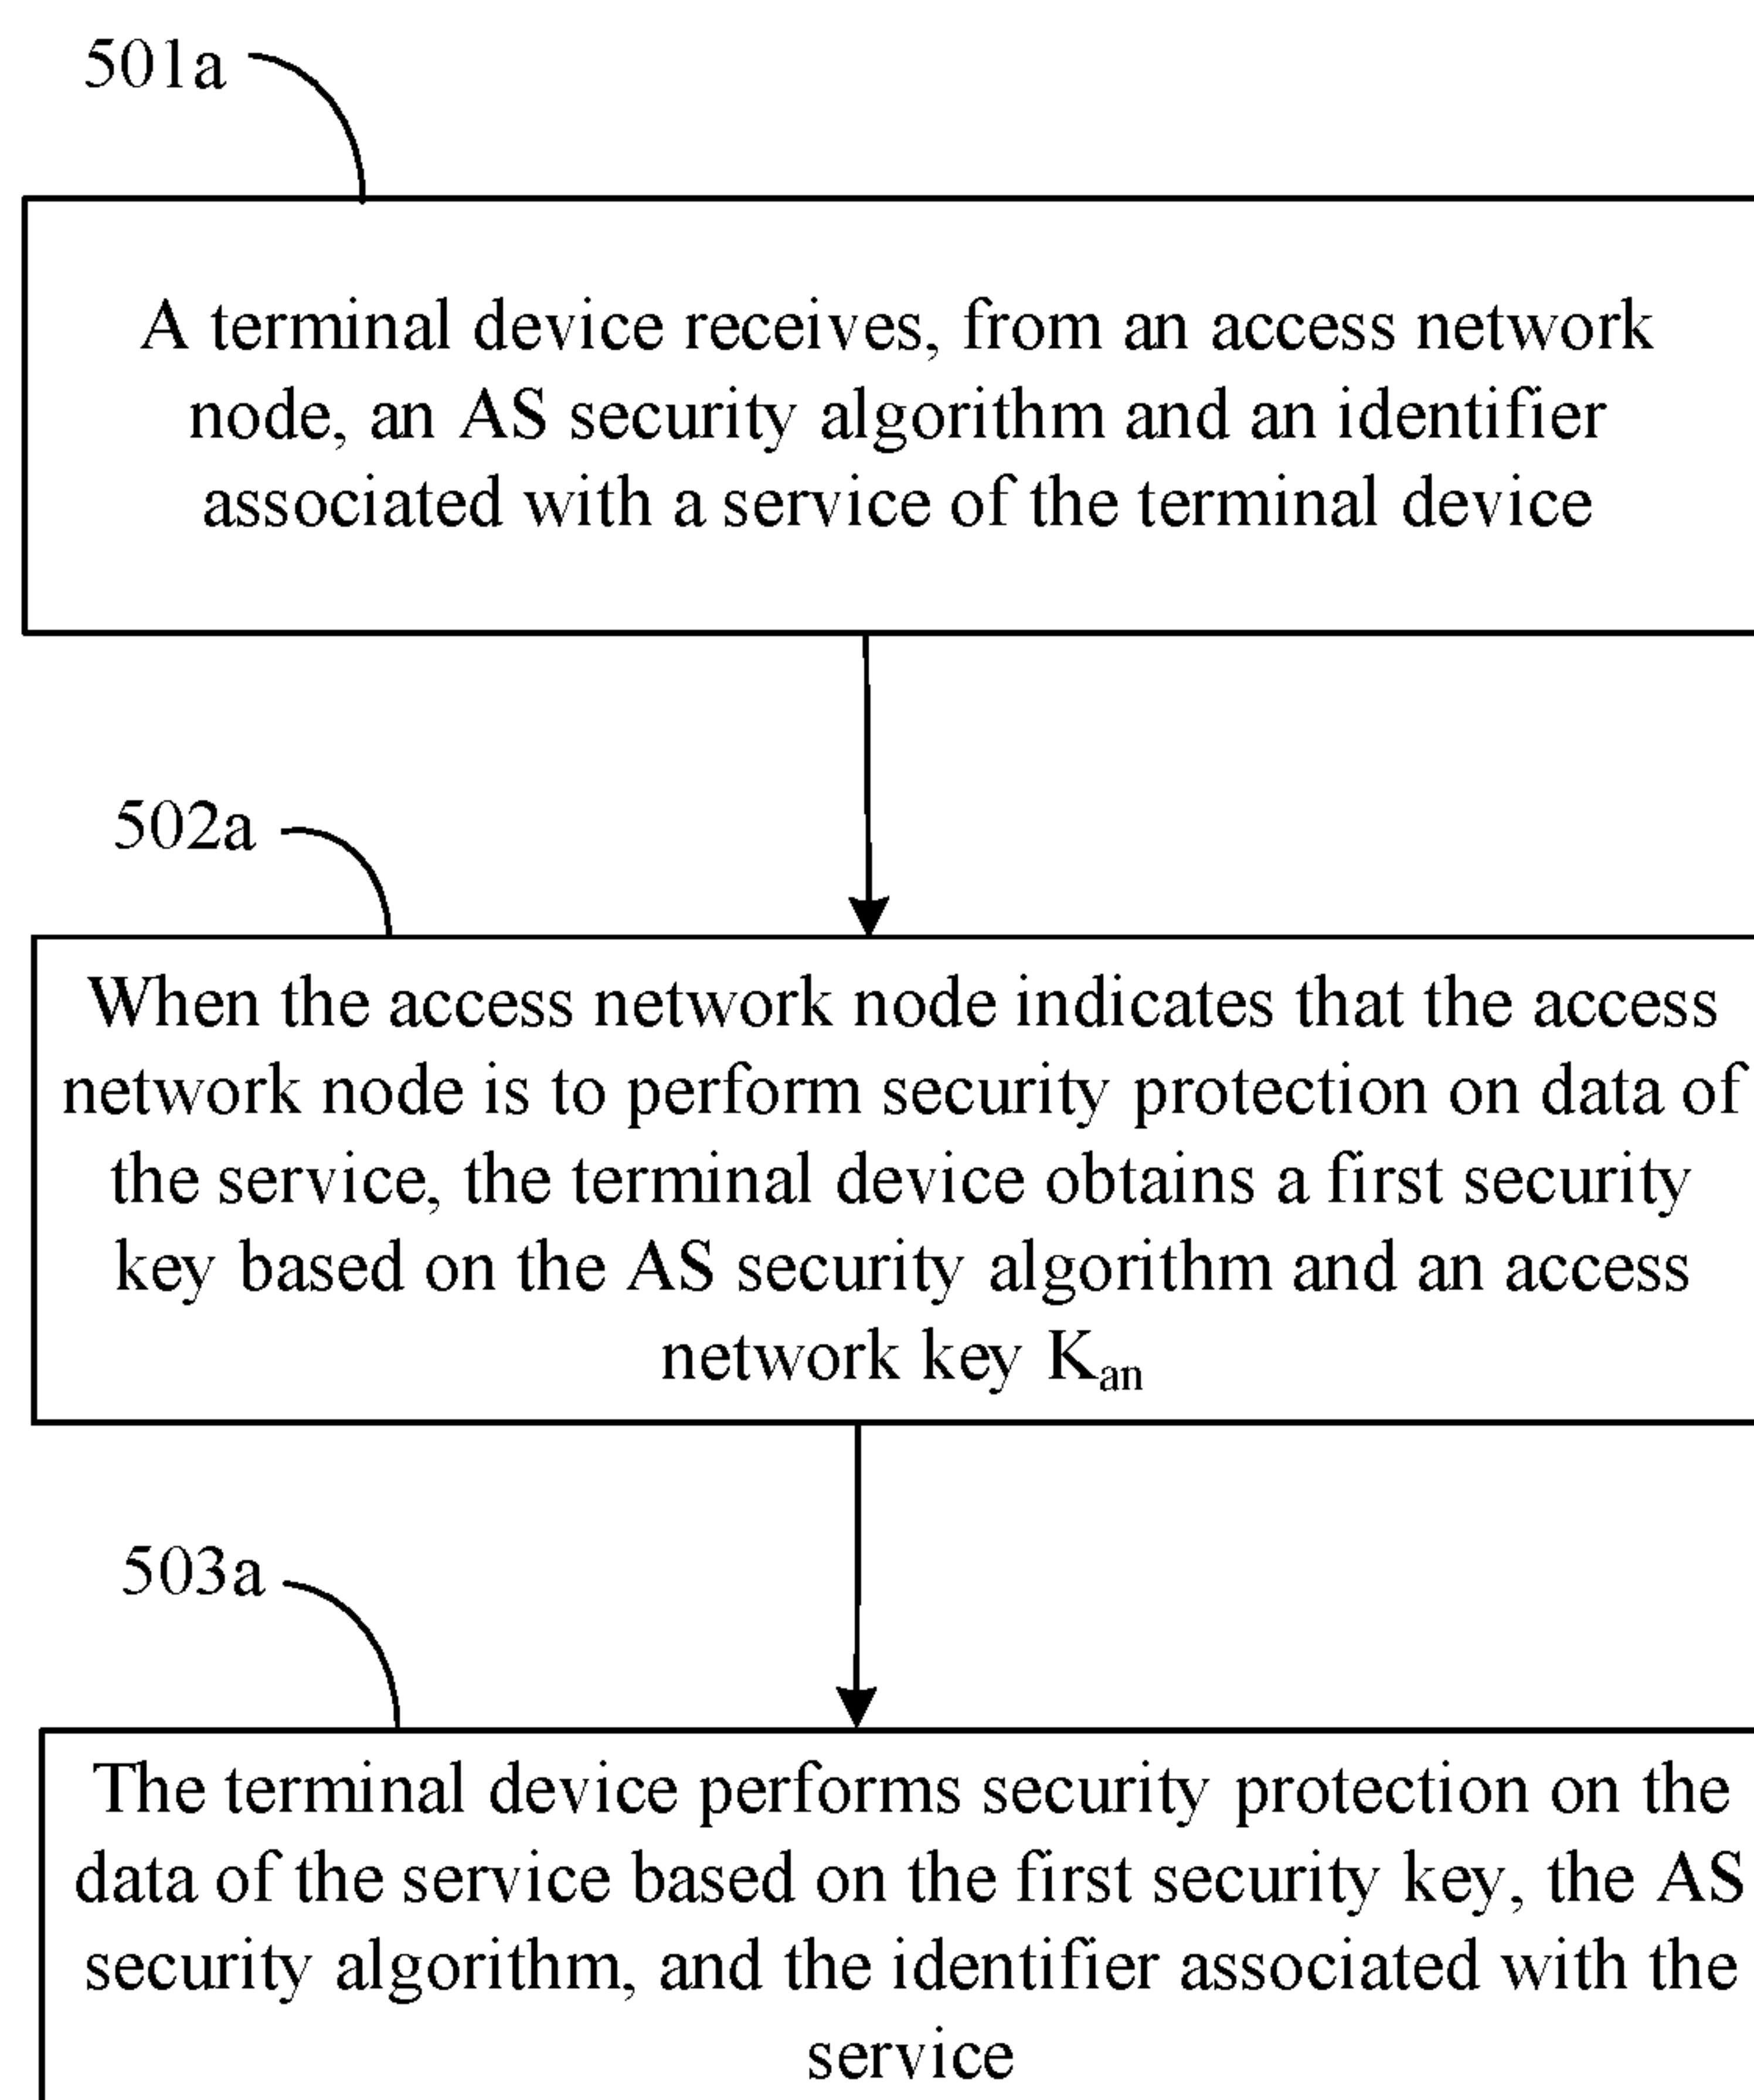 501a
A terminal device receives, from an access network
node, an AS security algorithm and an identifier
associated with a service of the terminal device
502a
When the access network node indicates that the access
network node is to perform security protection on data of
the service, the terminal device obtains a first security
key based on the AS security algorithm and an access
network key Kan
503a
The terminal device performs security protection on the
data of the service based on the first security key, the AS
security algorithm, and the identifier associated with the
service